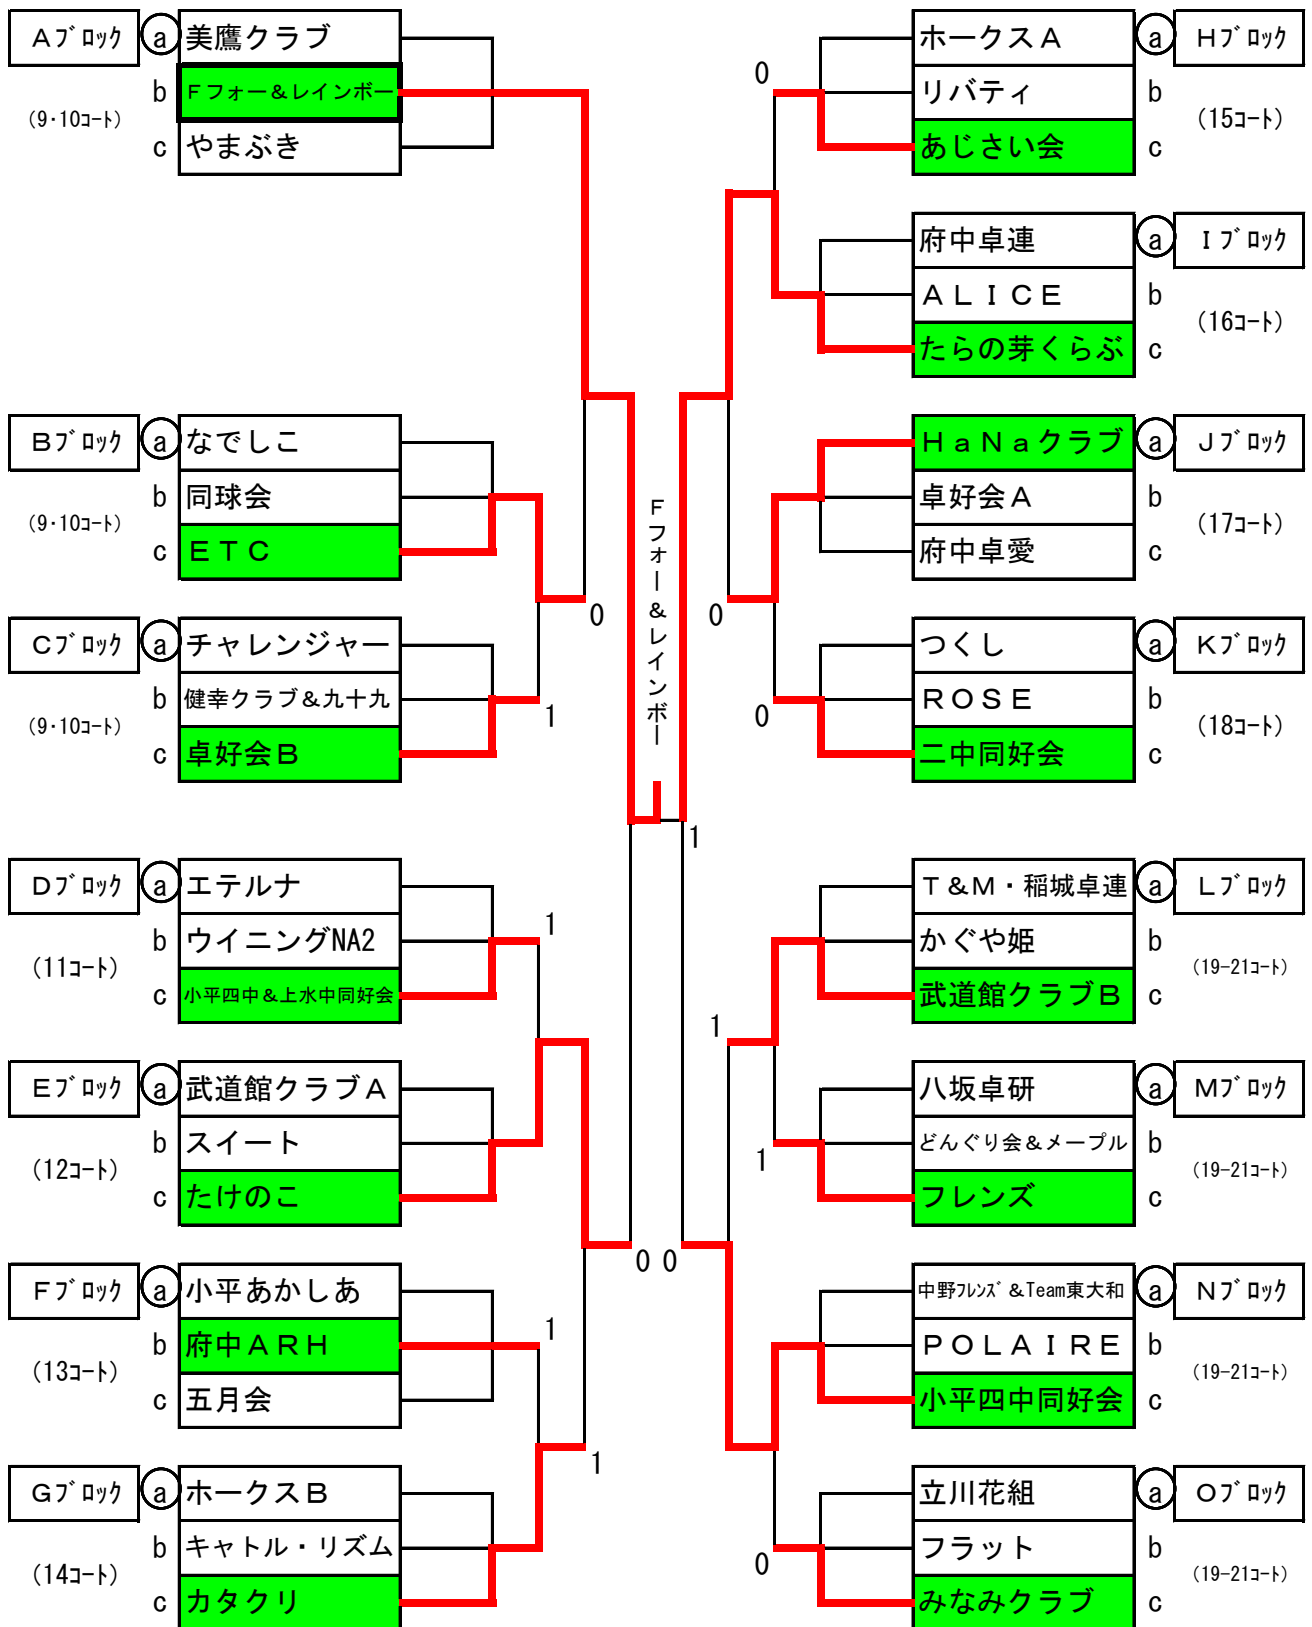 Aブロック a 美鷹クラブ
b Fフォー＆レインボー
(9･10ｺｰﾄ)
c やまぶき
Bブロック a なでしこ
b 同球会
(9･10ｺｰﾄ)
c ＥＴＣ
Cブロック a チャレンジャー
b 健幸クラブ＆九十九
(9･10ｺｰﾄ)
c 卓好会Ｂ
0
1
Dブロック a エテルナ
b ウイニングNA2
(11ｺｰﾄ)
c 小平四中＆上水中同好会
1
Eブロック a 武道館クラブＡ
b スイート
(12ｺｰﾄ)
c たけのこ
Fブロック a 小平あかしあ
b 府中ＡＲＨ
(13ｺｰﾄ)
c 五月会
1
Gブロック a ホークスＢ
b キャトル・リズム
(14ｺｰﾄ)
c カタクリ
1
Fフォー＆レインボー
1
0 0
0
ホークスＡ a Hブロック
リバティ b
(15ｺｰﾄ)
あじさい会 c
府中卓連 a Iブロック
ＡＬＩＣＥ b
(16ｺｰﾄ)
たらの芽くらぶ c
ＨａＮａクラブ a Jブロック
卓好会Ａ b
(17ｺｰﾄ)
府中卓愛 c
0
つくし a Kブロック
ＲＯＳＥ b
0
(18ｺｰﾄ)
二中同好会 c
Ｔ＆Ｍ・稲城卓連 a Lブロック
かぐや姫 b
(19-21ｺｰﾄ)
武道館クラブＢ c
1
八坂卓研 a Mブロック
どんぐり会＆メープル b
1
(19-21ｺｰﾄ)
フレンズ c
中野ﾌﾚﾝｽﾞ＆Team東大和 a Nブロック
ＰＯＬＡＩＲＥ b
(19-21ｺｰﾄ)
小平四中同好会 c
立川花組 a Oブロック
フラット b
0
(19-21ｺｰﾄ)
みなみクラブ c